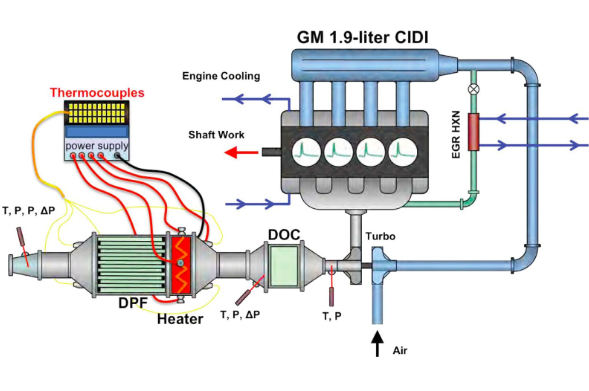 GM 1.9-liter CIDI
Engine Cooling
Thermocouples
power supply
Shaft Work
EGR HXN
T, P, P, ΔP
DOC
Turbo
DPF
Heater
T, P, ΔP
T, P
Air